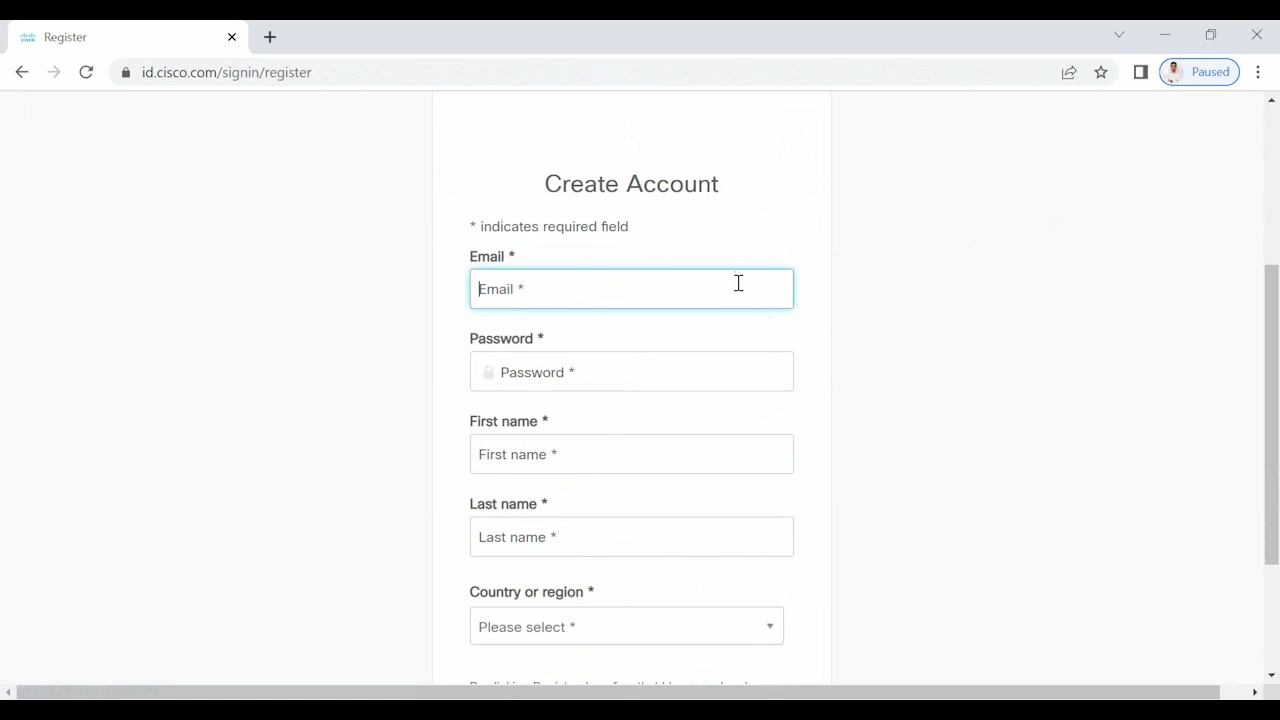 Register
id.cisco.com/signin/register
Paused
Create Account
* indicates required field
Email *
Email *
Password *
Password *
First name *
First name *
Last name *
Last name *
Country or region *
Please select *